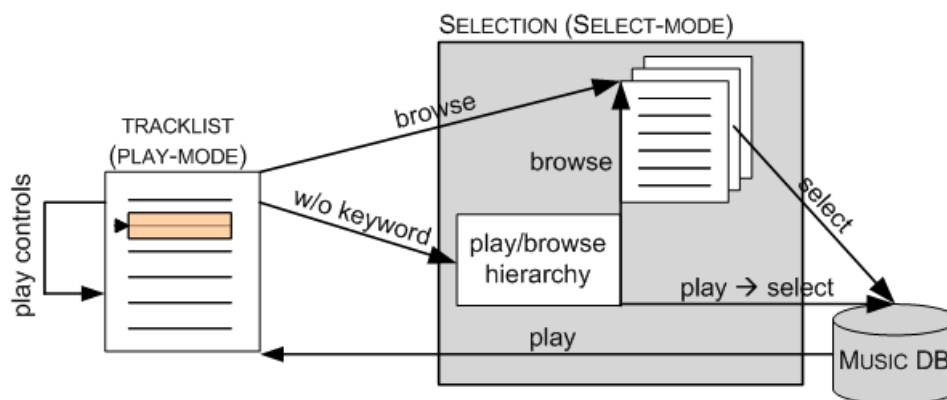 SELECTION (SELECT-MODE)
TRACKLIST
(PLAY-MODE)
browse
browse
play controls
w/o keyword
play/browse
hierarchy
select
play → select
play
MUSIC DB